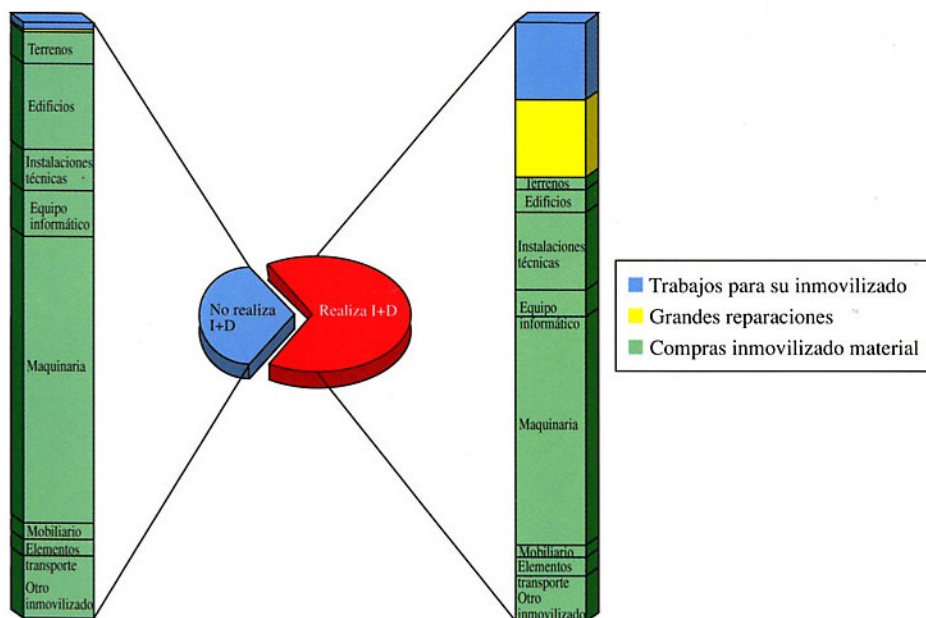 Terrenos
Edificios
Instalaciones
técnicas
Equipo
informático
Maquinaria
Mobiliario
Elementos
transporte
Otro
inmovilizado
No realiza
I+D
Realiza I+D
Terrenos
Edificios
Instalaciones
técnicas
Equipo
informático
Maquinaria
Mobiliario
Elementos
transporte
Otro
inmovilizado
Trabajos para su inmovilizado
Grandes reparaciones
Compras inmovilizado material